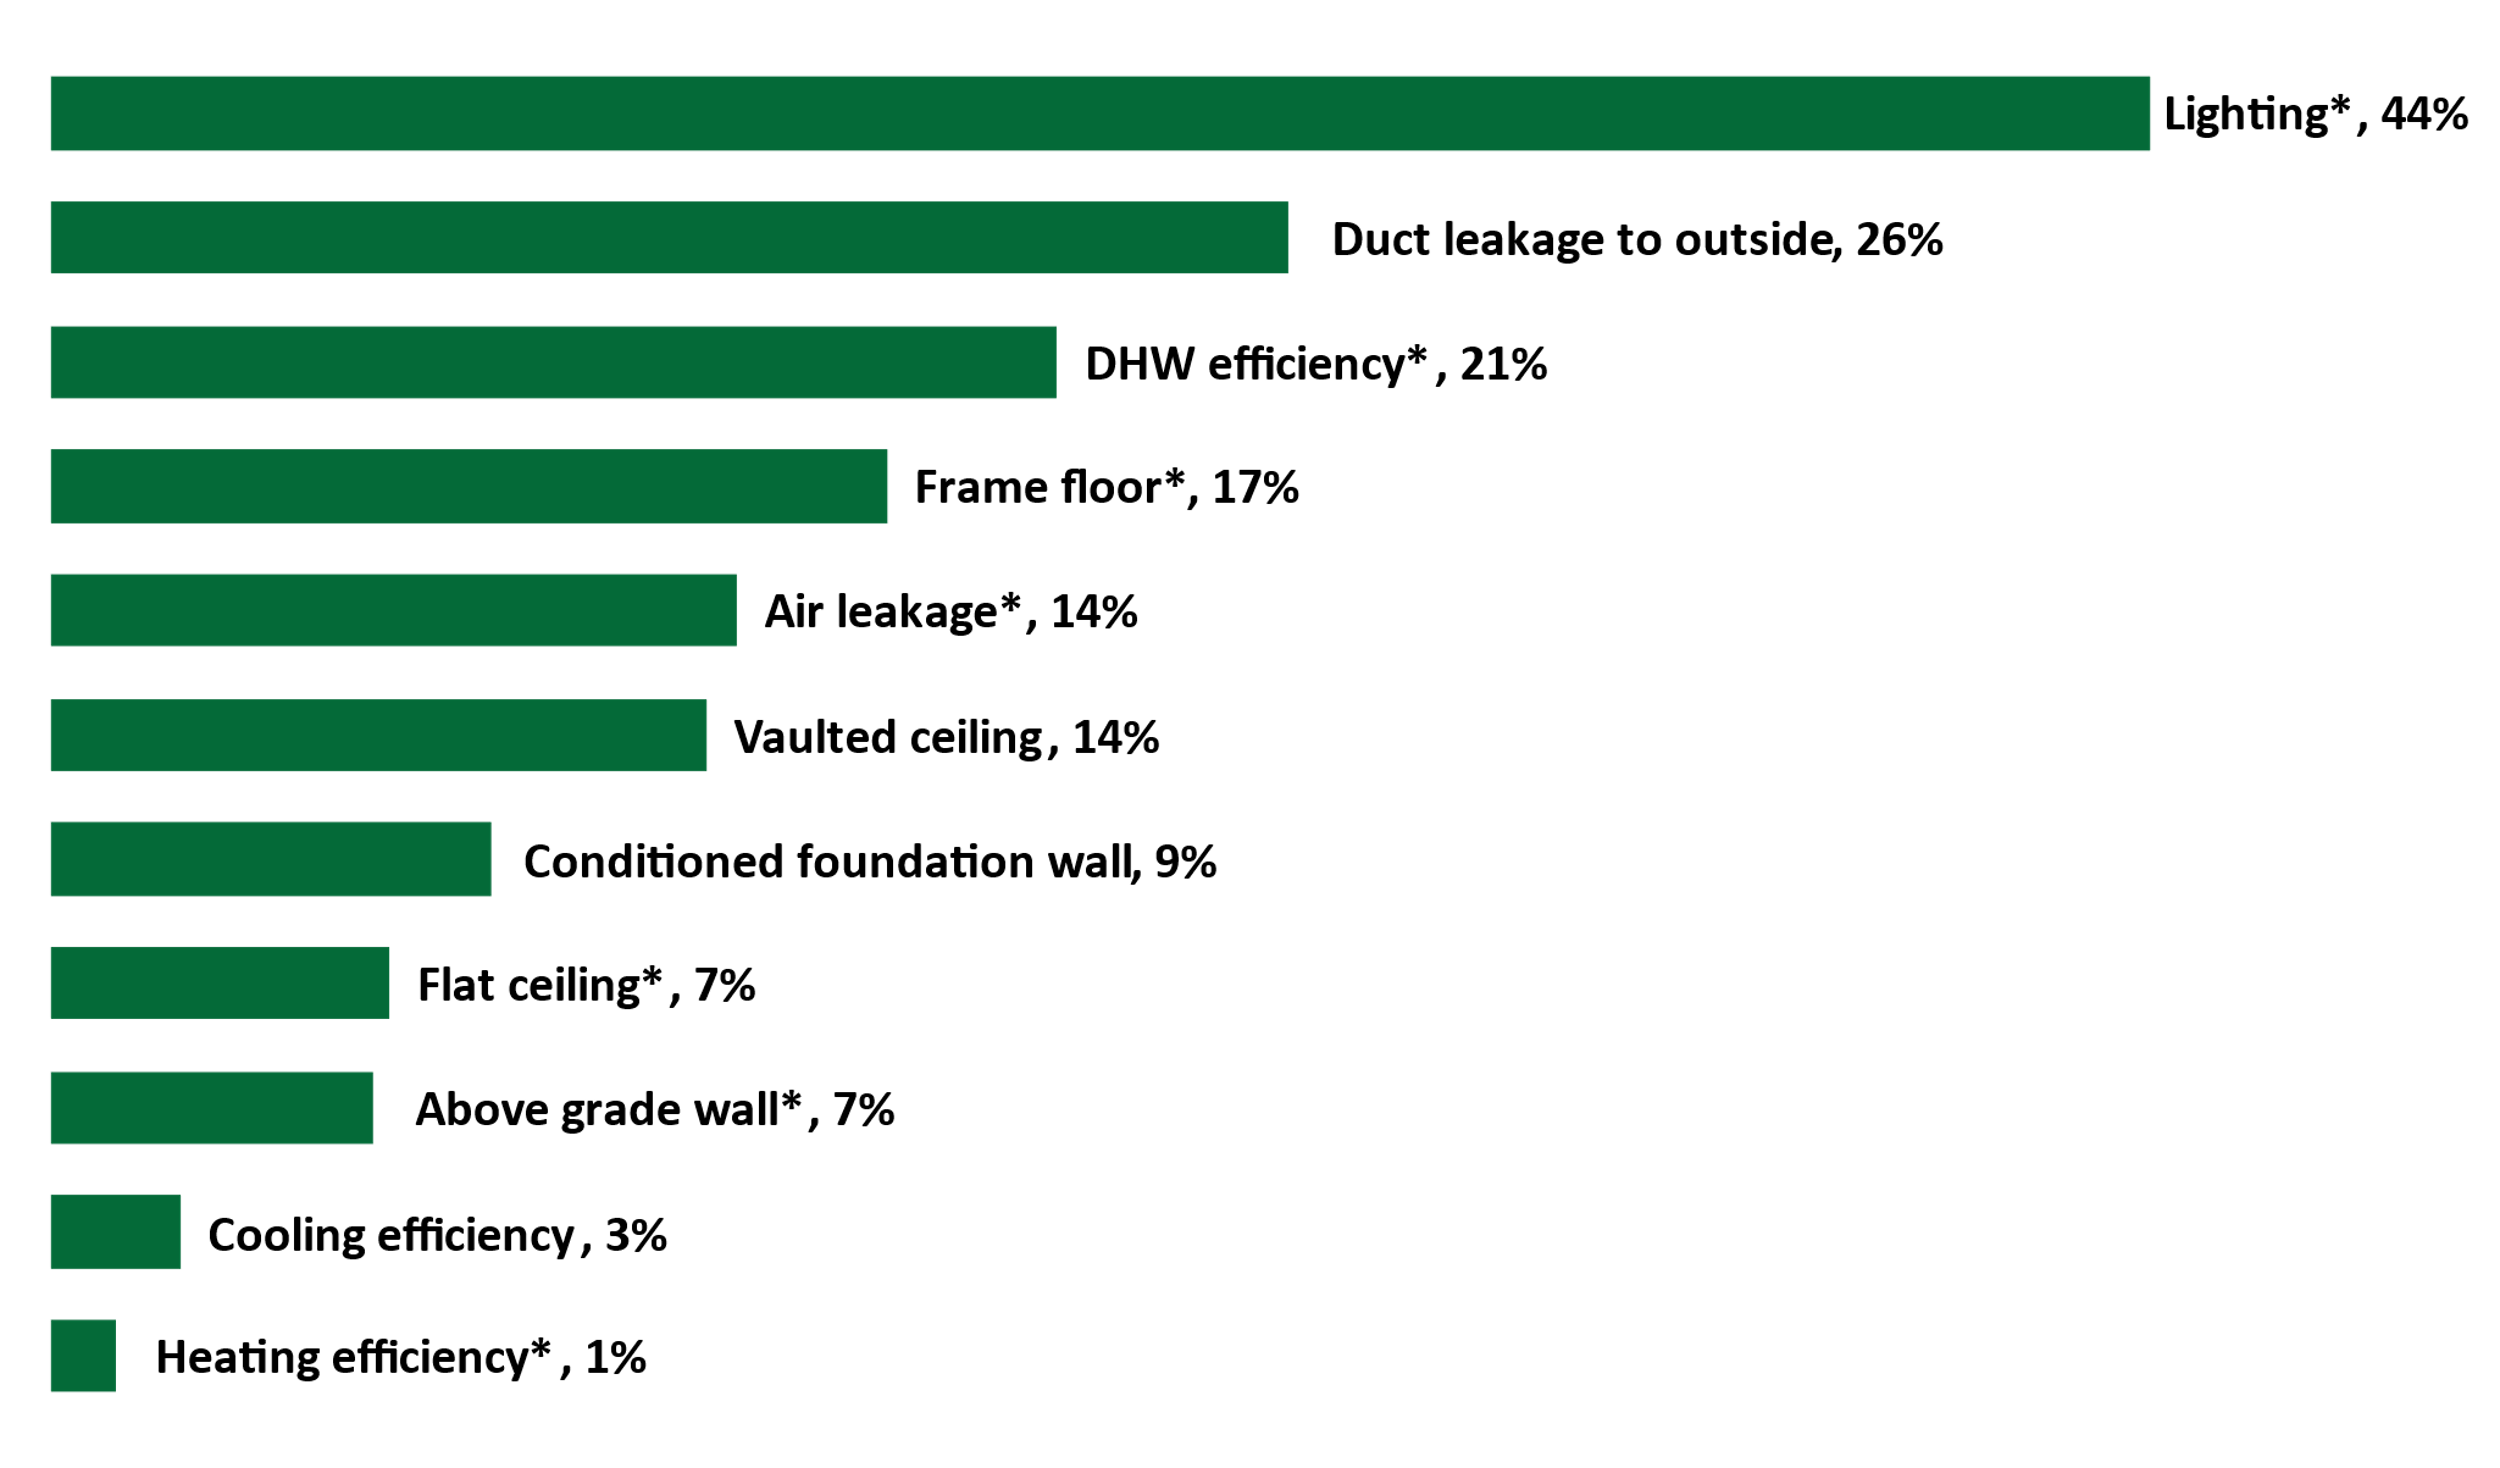 Lighting*, 44%
Duct leakage to outside, 26%
DHW efficiency*, 21%
Frame floor*, 17%
Air leakage*, 14%
Vaulted ceiling, 14%
Conditioned foundation wall, 9%
Flat ceiling*, 7%
Above grade wall*, 7%
Cooling efficiency, 3%
Heating efficiency*, 1%